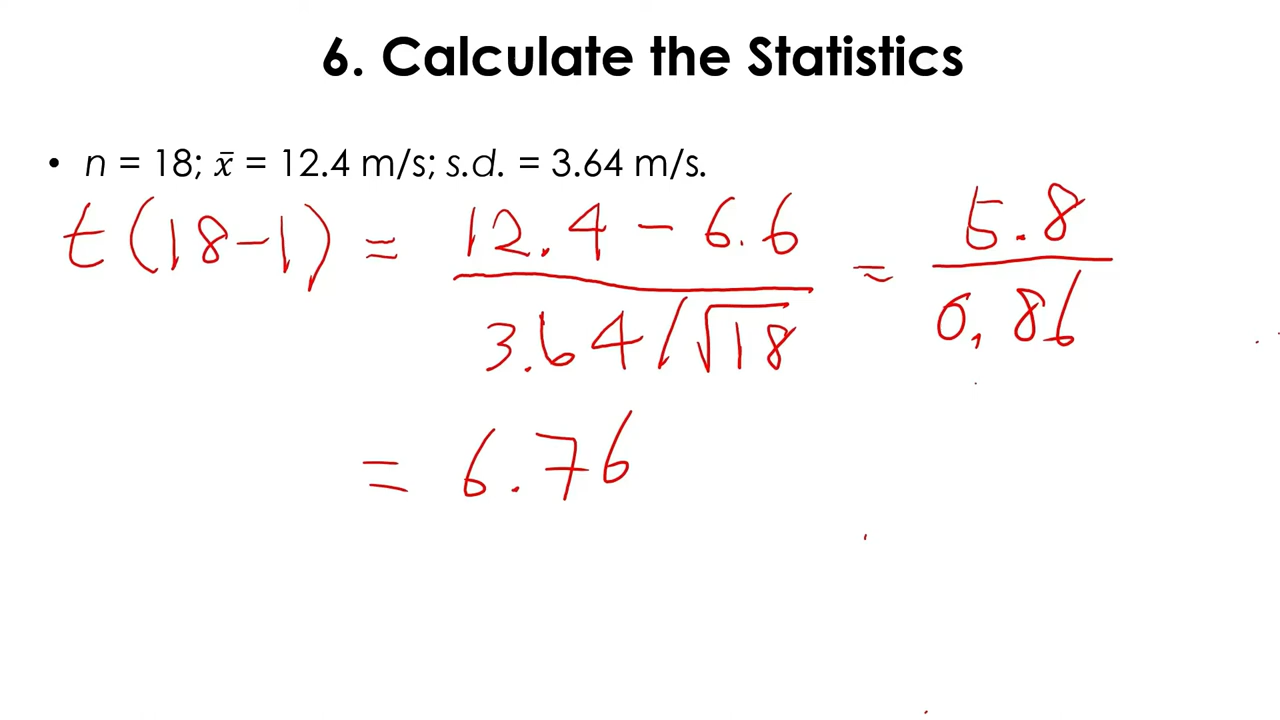 6. Calculate the Statistics
• n = 18; x̄ = 12.4 m/s; s.d. = 3.64 m/s.
t(18-1) = 12.4 - 6.6 / 3.64/√18 = 5.8 / 0.86
= 6.76